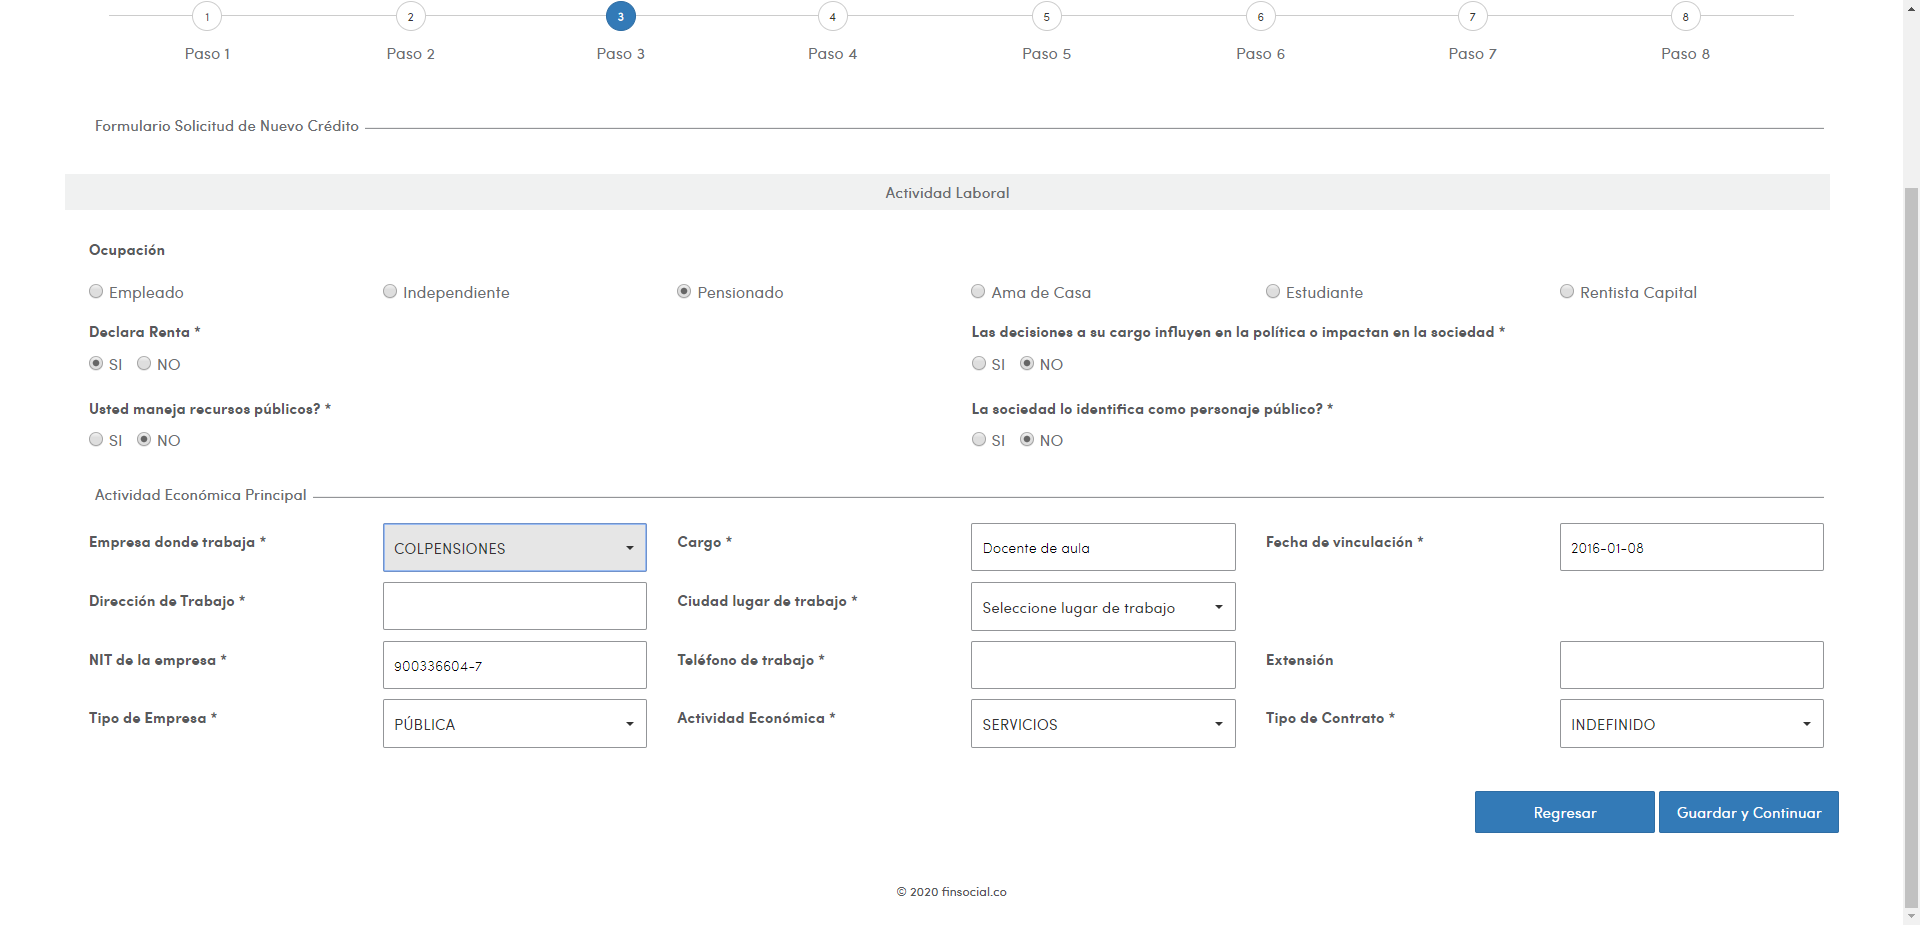 1 2 3 4 5 6 7 8
Paso 1 Paso 2 Paso 3 Paso 4 Paso 5 Paso 6 Paso 7 Paso 8
Formulario Solicitud de Nuevo Crédito
Actividad Laboral
Ocupación
Empleado Independiente Pensionado Ama de Casa Estudiante Rentista Capital
Declara Renta * Las decisiones a su cargo influyen en la política o impactan en la sociedad *
SI NO SI NO
Usted maneja recursos públicos? * La sociedad lo identifica como personaje público? *
SI NO SI NO
Actividad Económica Principal
Empresa donde trabaja * COLPENSIONES Cargo * Docente de aula Fecha de vinculación * 2016-01-08
Dirección de Trabajo * Ciudad lugar de trabajo * Seleccione lugar de trabajo
NIT de la empresa * 900336604-7 Teléfono de trabajo * Extensión
Tipo de Empresa * PÚBLICA Actividad Económica * SERVICIOS Tipo de Contrato * INDEFINIDO
Regresar Guardar y Continuar
© 2020 finsocial.co